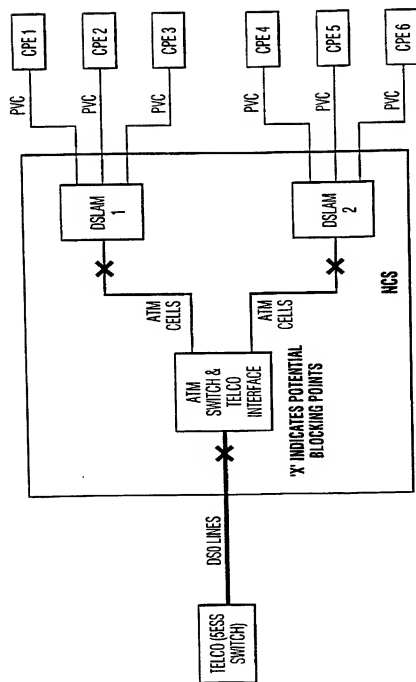 CPE 1
CPE 2
CPE 3
CPE 4
CPE 5
CPE 6
PVC
PVC
PVC
PVC
PVC
PVC
DSLAM
1
DSLAM
2
NCS
ATM
CELLS
ATM
CELLS
ATM
SWITCH &
TELCO
INTERFACE
'X' INDICATES POTENTIAL
BLOCKING POINTS
DS0 LINES
TELCO (5ESS
SWITCH)